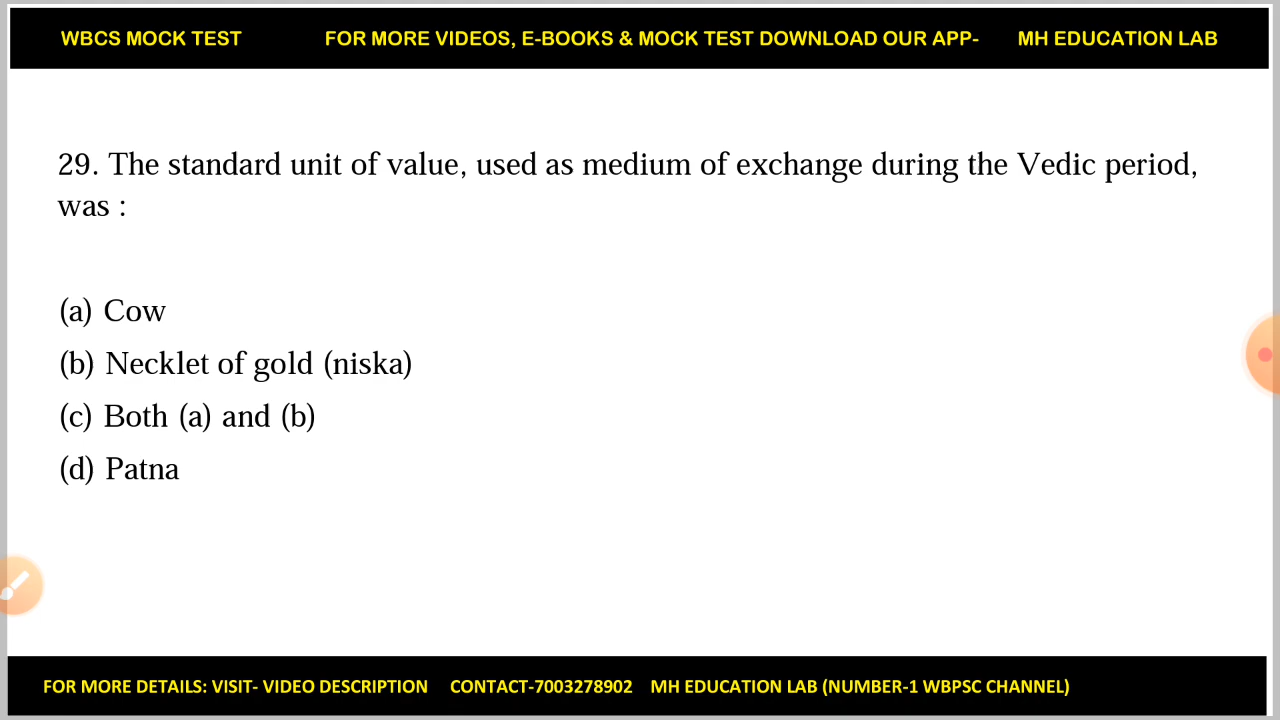 WBCS MOCK TEST FOR MORE VIDEOS, E-BOOKS & MOCK TEST DOWNLOAD OUR APP- MH EDUCATION LAB
29. The standard unit of value, used as medium of exchange during the Vedic period,
was :
(a) Cow
(b) Necklet of gold (niska)
(c) Both (a) and (b)
(d) Patna
FOR MORE DETAILS: VISIT- VIDEO DESCRIPTION CONTACT-7003278902 MH EDUCATION LAB (NUMBER-1 WBPSC CHANNEL)